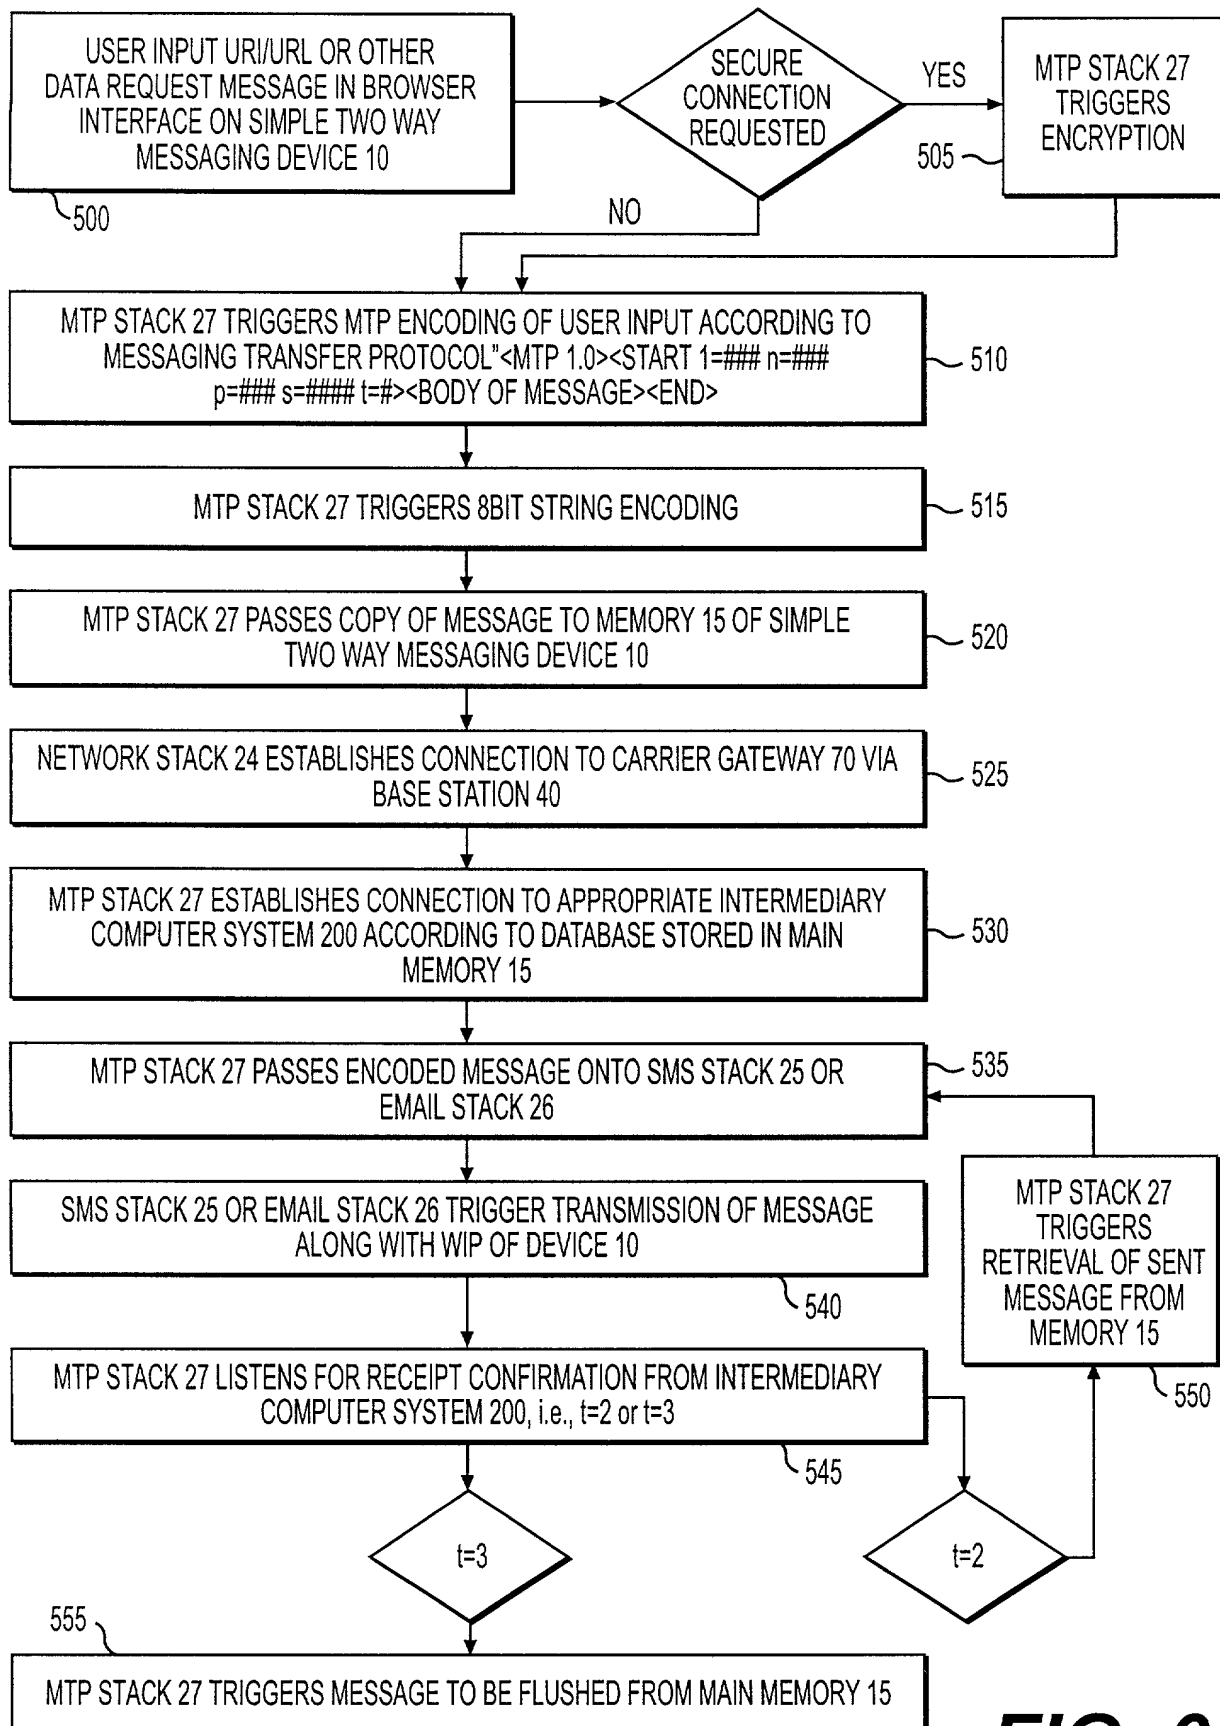 USER INPUT URI/URL OR OTHER
DATA REQUEST MESSAGE IN BROWSER
INTERFACE ON SIMPLE TWO WAY
MESSAGING DEVICE 10
500
SECURE
CONNECTION
REQUESTED
YES
NO
MTP STACK 27
TRIGGERS
ENCRYPTION
505
MTP STACK 27 TRIGGERS MTP ENCODING OF USER INPUT ACCORDING TO
MESSAGING TRANSFER PROTOCOL"<MTP 1.0><START 1=### n=###
p=### s=#### t=#><BODY OF MESSAGE><END>
510
MTP STACK 27 TRIGGERS 8BIT STRING ENCODING
515
MTP STACK 27 PASSES COPY OF MESSAGE TO MEMORY 15 OF SIMPLE
TWO WAY MESSAGING DEVICE 10
520
NETWORK STACK 24 ESTABLISHES CONNECTION TO CARRIER GATEWAY 70 VIA
BASE STATION 40
525
MTP STACK 27 ESTABLISHES CONNECTION TO APPROPRIATE INTERMEDIARY
COMPUTER SYSTEM 200 ACCORDING TO DATABASE STORED IN MAIN
MEMORY 15
530
MTP STACK 27 PASSES ENCODED MESSAGE ONTO SMS STACK 25 OR
EMAIL STACK 26
535
SMS STACK 25 OR EMAIL STACK 26 TRIGGER TRANSMISSION OF MESSAGE
ALONG WITH WIP OF DEVICE 10
540
MTP STACK 27
TRIGGERS
RETRIEVAL OF SENT
MESSAGE FROM
MEMORY 15
550
MTP STACK 27 LISTENS FOR RECEIPT CONFIRMATION FROM INTERMEDIARY
COMPUTER SYSTEM 200, i.e., t=2 or t=3
545
t=3
t=2
555
MTP STACK 27 TRIGGERS MESSAGE TO BE FLUSHED FROM MAIN MEMORY 15